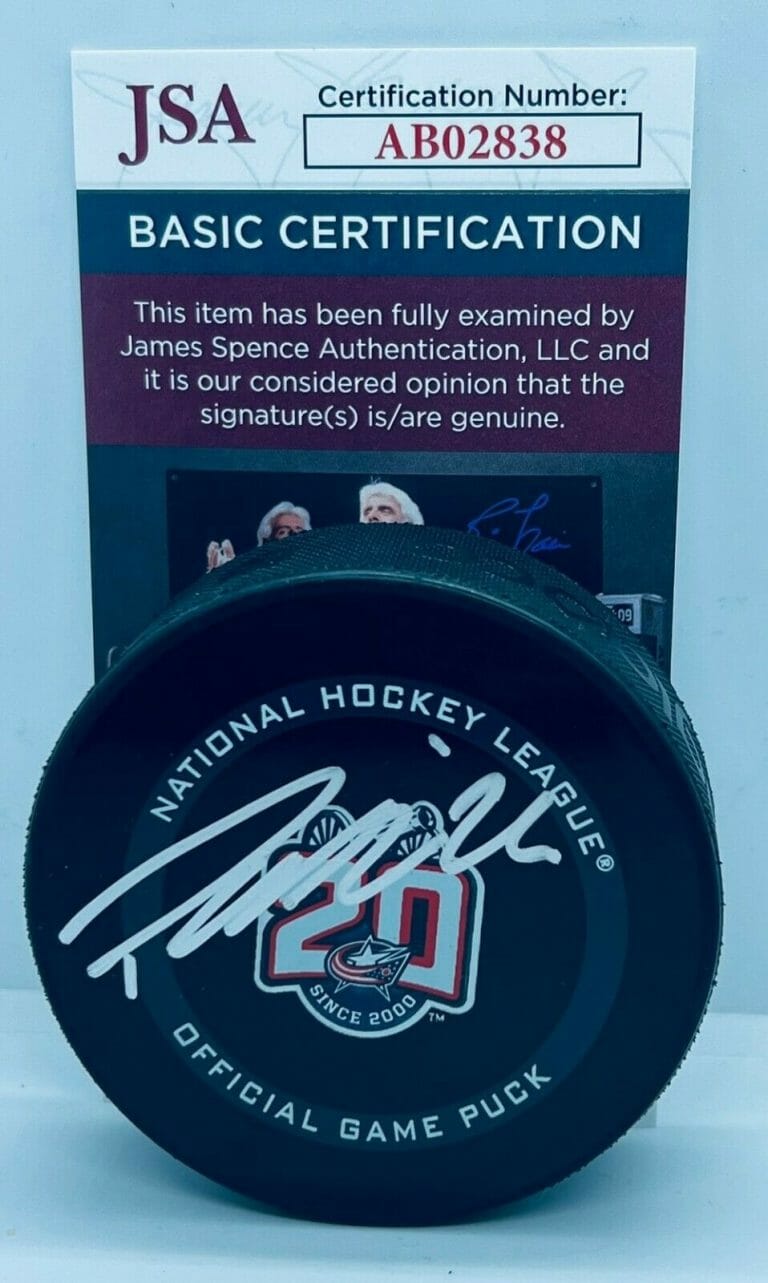 JSA
Certification Number:
AB02838
BASIC CERTIFICATION
This item has been fully examined by
James Spence Authentication, LLC and
it is our considered opinion that the
signature(s) is/are genuine.
09
NATIONAL HOCKEY LEAGUE®
20
SINCE 2000
TM
OFFICIAL GAME PUCK